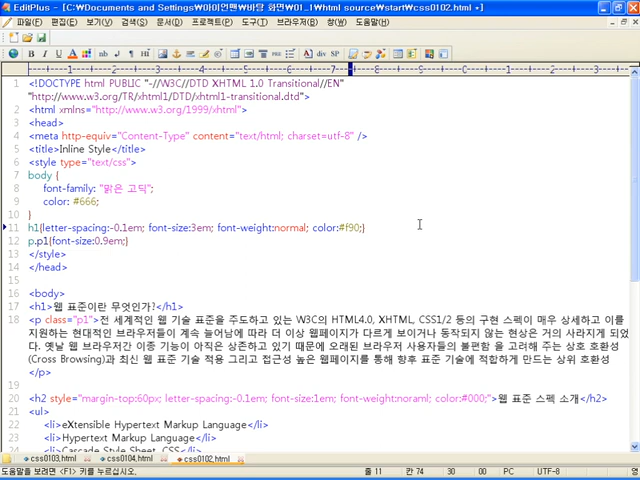 EditPlus - [C:₩Documents and Settings₩아이언맨₩바탕 화면₩01_1₩html source₩start₩css0102.html +]
파일(F) 편집(E) 보기(V) 검색(S) 문서(D) 프로젝트(P) 도구(T) 브라우저(B) 창(W) 도움말(H)
1 <!DOCTYPE html PUBLIC "-//W3C//DTD XHTML 1.0 Transitional//EN"
"http://www.w3.org/TR/xhtml1/DTD/xhtml1-transitional.dtd">
2 <html xmlns="http://www.w3.org/1999/xhtml">
3 <head>
4 <meta http-equiv="Content-Type" content="text/html; charset=utf-8" />
5 <title>Inline Style</title>
6 <style type="text/css">
7 body {
8 font-family: "맑은 고딕";
9 color: #666;
10 }
11 h1{letter-spacing:-0.1em; font-size:3em; font-weight:normal; color:#f90;}
12 p.p1{font-size:0.9em;}
13 </style>
14 </head>
15
16 <body>
17 <h1>웹 표준이란 무엇인가?</h1>
18 <p class="p1">전 세계적인 웹 기술 표준을 주도하고 있는 W3C의 HTML4.0, XHTML, CSS1/2 등의 구현 스펙이 매우 상세하고 이를
지원하는 현대적인 브라우저들이 계속 늘어남에 따라 더 이상 웹페이지가 다르게 보이거나 동작되지 않는 현상은 거의 사라지게 되었
다. 옛날 웹 브라우저간 이종 기능이 아직은 상존하고 있기 때문에 오래된 브라우저 사용자들의 불편함 을 고려해 주는 상호 호환성
(Cross Browsing)과 최신 웹 표준 기술 적용 그리고 접근성 높은 웹페이지를 통해 향후 표준 기술에 적합하게 만드는 상위 호환성
</p>
19
20 <h2 style="margin-top:60px; letter-spacing:-0.1em; font-size:1em; font-weight:noraml; color:#000;">웹 표준 스펙 소개</h2>
21 <ul>
22 <li>eXtensible Hypertext Markup Language</li>
23 <li>Hypertext Markup Language</li>
24 <li>Cascade Style Sheet, CSS</li>
css0103.html css0104.html css0102.html
도움말을 보려면 <F1> 키를 누르십시오. 줄 11 칸 74 30 00 PC UTF-8